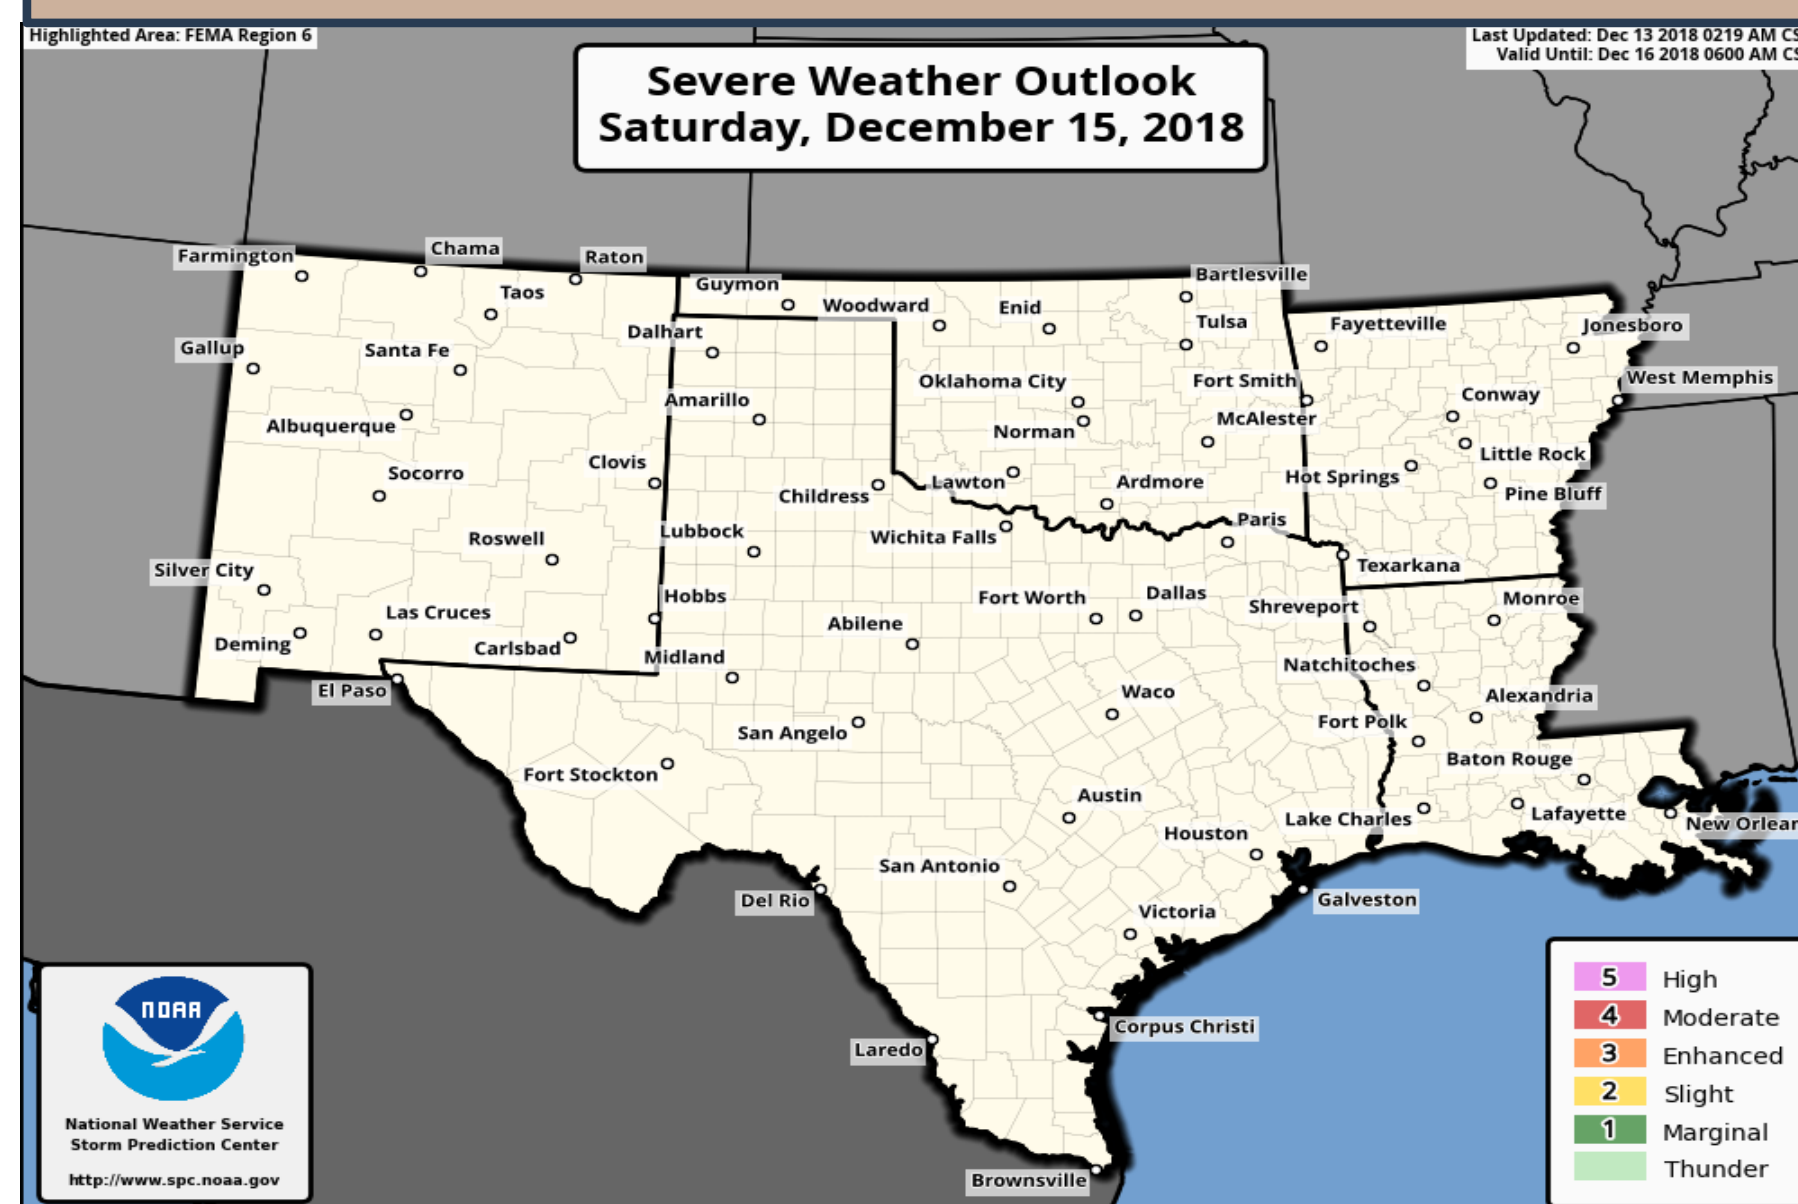 Highlighted Area: FEMA Region 6
Last Updated: Dec 13 2018 0219 AM CS
Valid Until: Dec 16 2018 0600 AM CS
Severe Weather Outlook
Saturday, December 15, 2018
Farmington
Chama
Raton
Taos
Guymon
Woodward
Enid
Bartlesville
Tulsa
Fayetteville
Jonesboro
Gallup
Santa Fe
Dalhart
Oklahoma City
Fort Smith
West Memphis
Albuquerque
Amarillo
Norman
McAlester
Conway
Little Rock
Socorro
Clovis
Childress
Lawton
Ardmore
Hot Springs
Pine Bluff
Roswell
Lubbock
Wichita Falls
Paris
Texarkana
Silver City
Las Cruces
Hobbs
Fort Worth
Dallas
Shreveport
Monroe
Deming
Carlsbad
Midland
Abilene
Natchitoches
El Paso
San Angelo
Waco
Fort Polk
Alexandria
Fort Stockton
Baton Rouge
Austin
Houston
Lake Charles
Lafayette
New Orlean
San Antonio
Del Rio
Victoria
Galveston
Laredo
Corpus Christi
Brownsville
NOAA
National Weather Service
Storm Prediction Center
http://www.spc.noaa.gov
5 High
4 Moderate
3 Enhanced
2 Slight
1 Marginal
Thunder